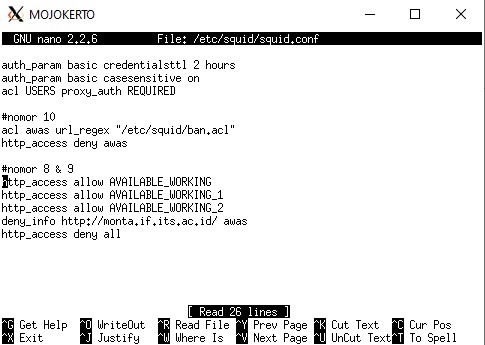 MOJOKERTO
GNU nano 2.2.6 File: /etc/squid/squid.conf
auth_param basic credentialsttl 2 hours
auth_param basic casesensitive on
acl USERS proxy_auth REQUIRED
#nomor 10
acl awas url_regex "/etc/squid/ban.acl"
http_access deny awas
#nomor 8 & 9
http_access allow AVAILABLE_WORKING
http_access allow AVAILABLE_WORKING_1
http_access allow AVAILABLE_WORKING_2
deny_info http://monta.if.its.ac.id/ awas
http_access deny all
[ Read 26 lines ]
^G Get Help ^O WriteOut ^R Read File ^Y Prev Page ^K Cut Text ^C Cur Pos
^X Exit ^J Justify ^W Where Is ^V Next Page ^U UnCut Text ^T To Spell